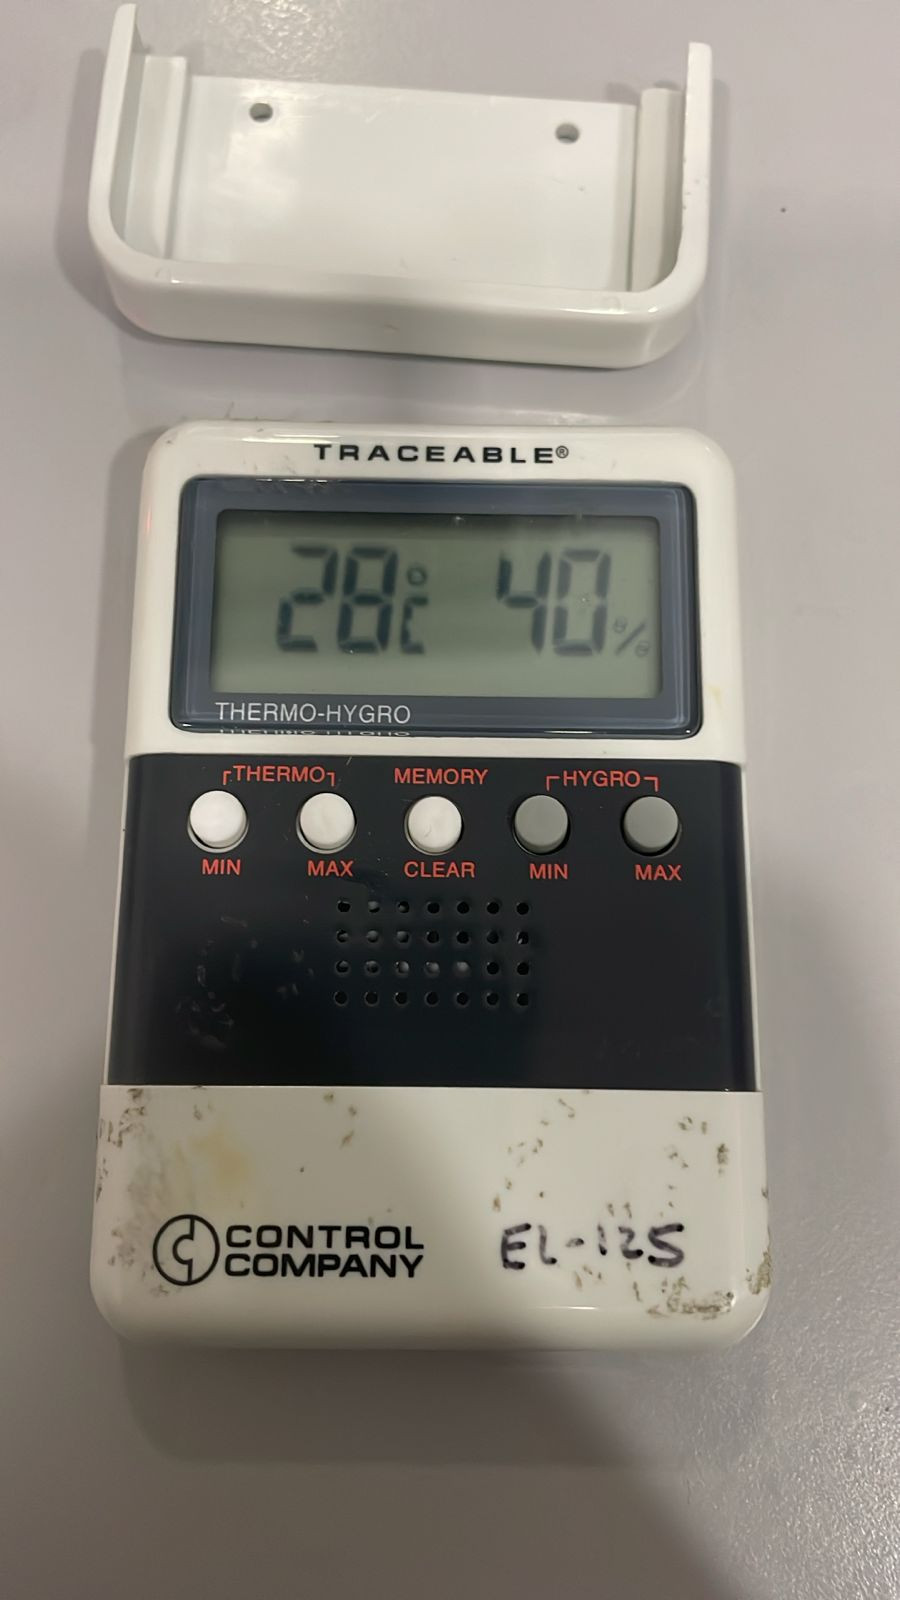 TRACEABLE®
28°C 40%
THERMO-HYGRO
THERMO MEMORY HYGRO
MIN MAX CLEAR MIN MAX
CONTROL
COMPANY
EL-125